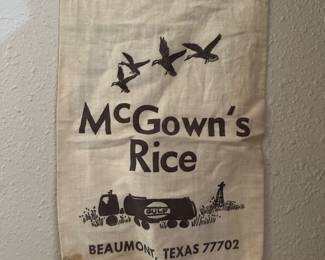 McGown's
Rice
GULF
BEAUMONT, TEXAS 77702